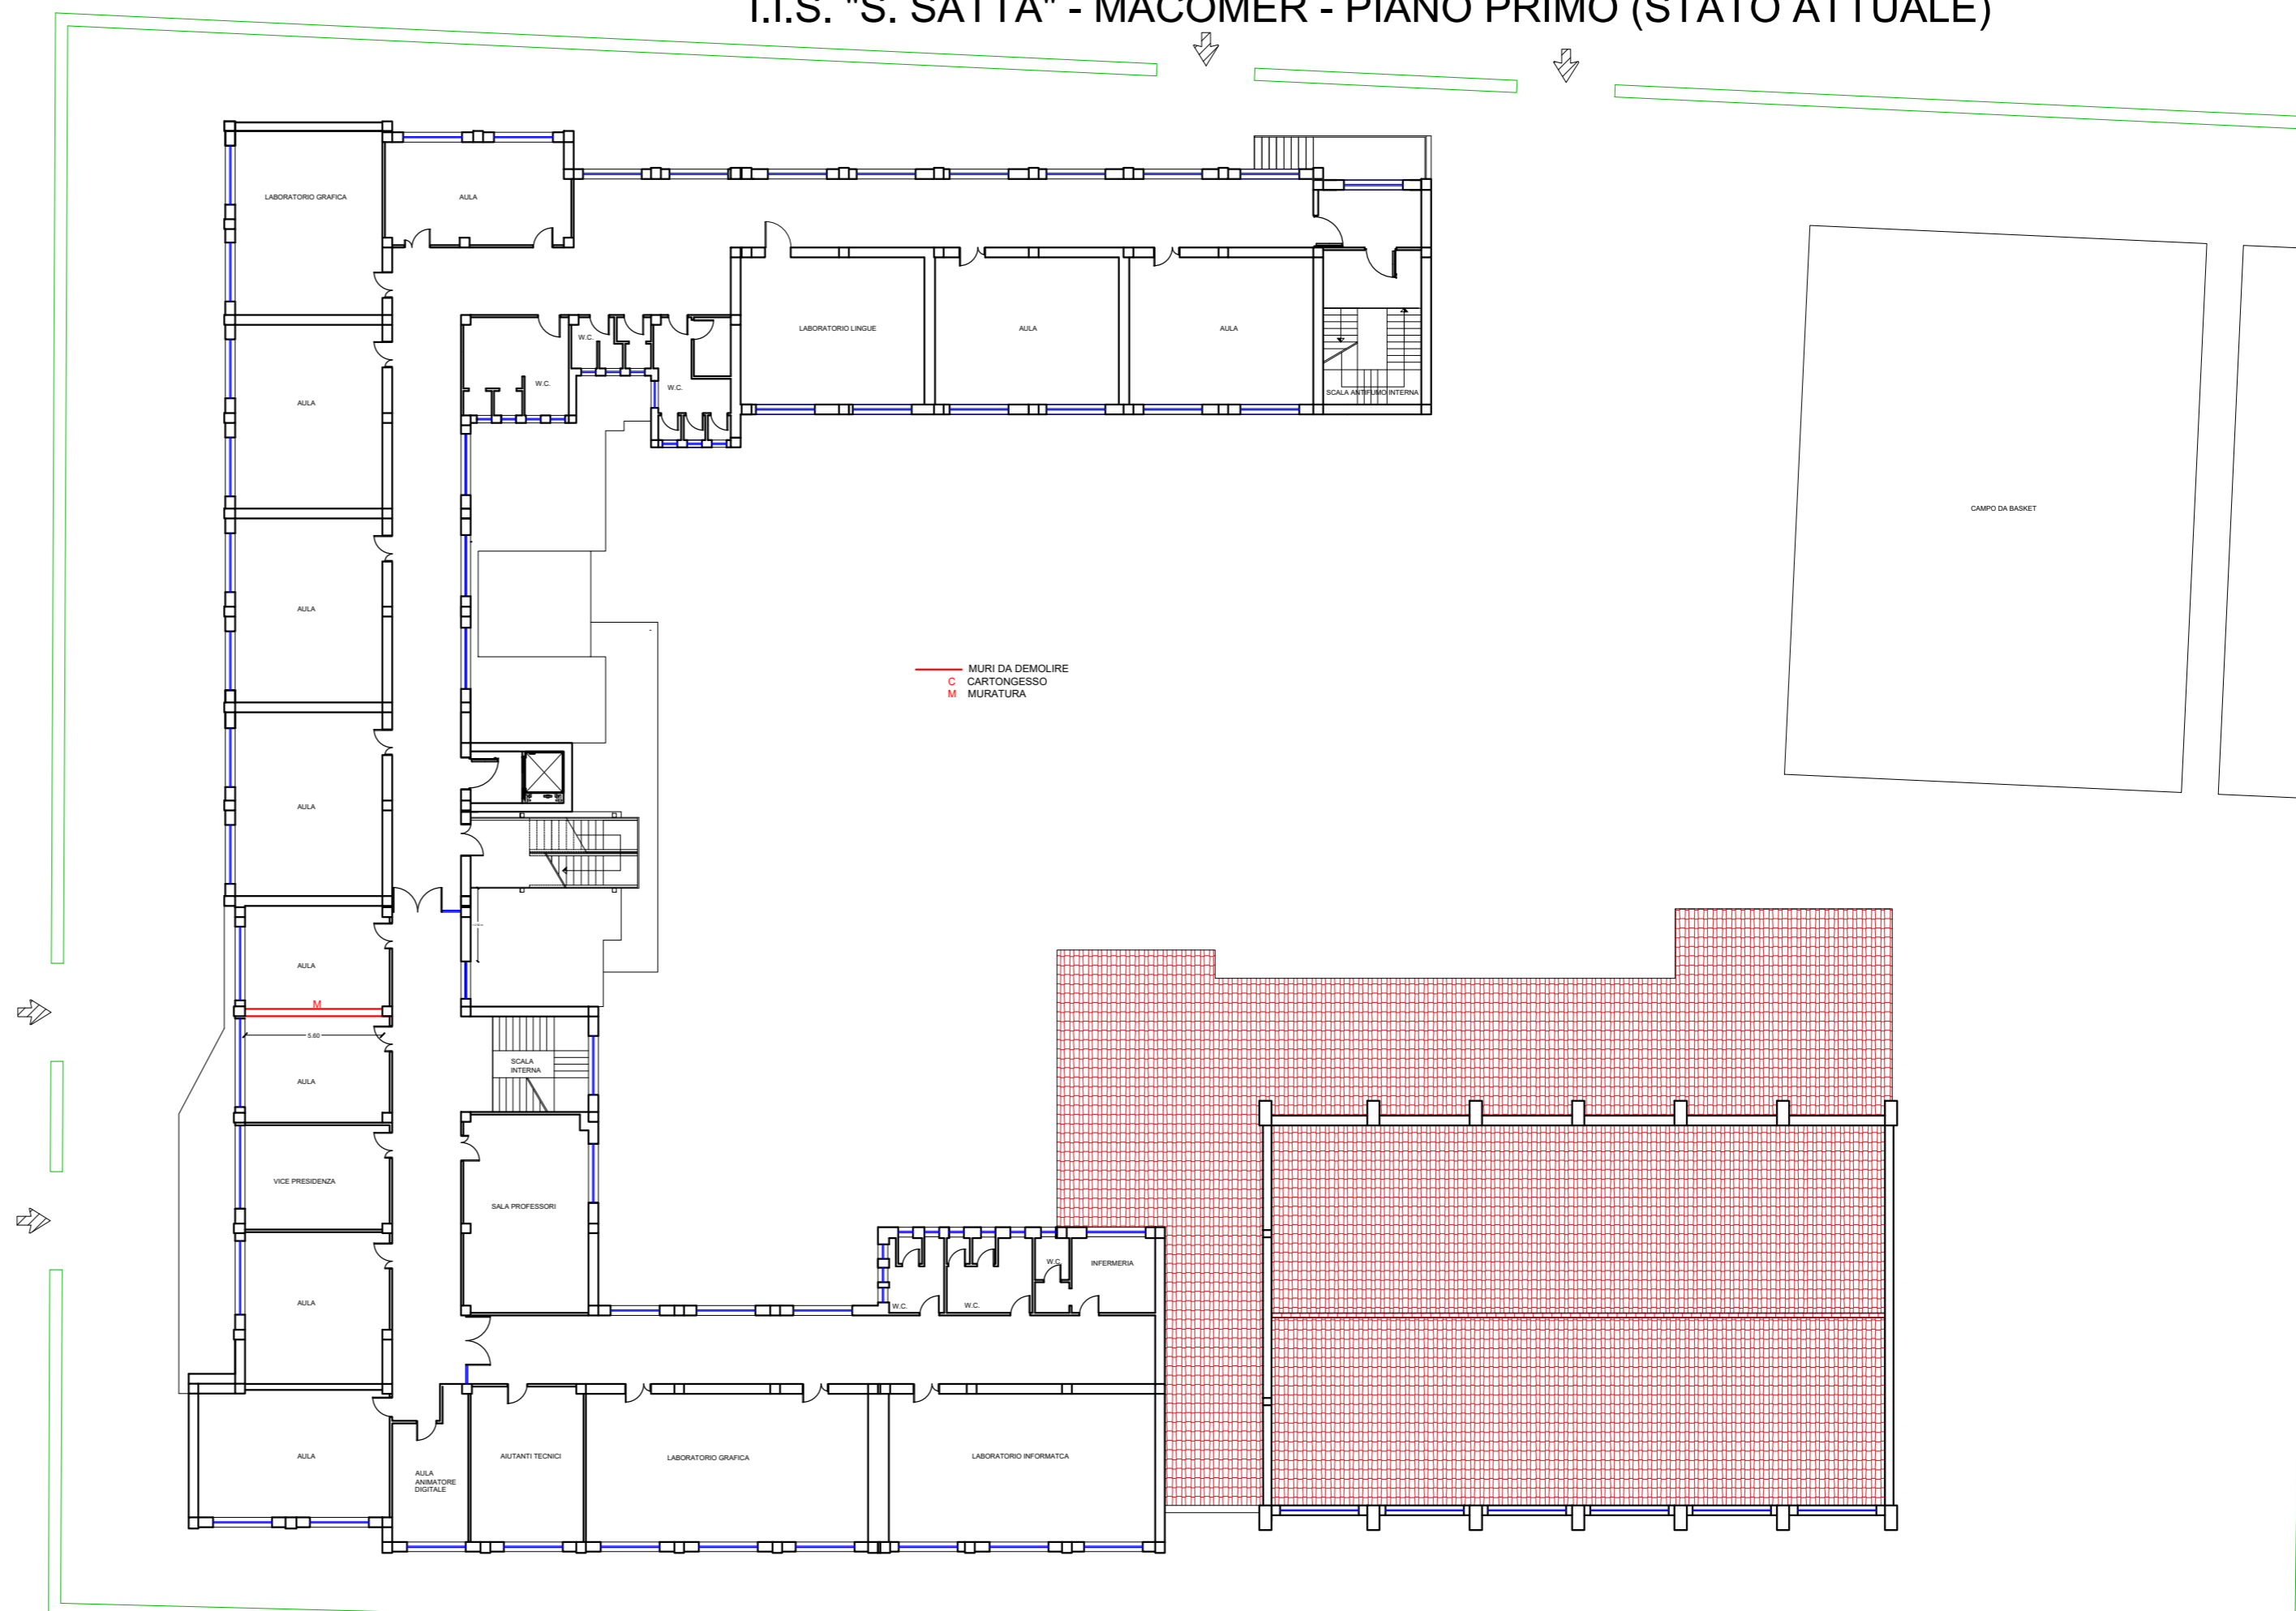 I.I.S. "S. SATTA" - MACOMER - PIANO PRIMO (STATO ATTUALE)
LABORATORIO GRAFICA
AULA
LABORATORIO LINGUE
AULA
AULA
W.C.
W.C.
W.C.
SCALA ANTIFUMO INTERNA
AULA
CAMPO DA BASKET
AULA
MURI DA DEMOLIRE
C CARTONGESSO
M MURATURA
AULA
AULA
M
5.60
AULA
SCALA
INTERNA
VICE PRESIDENZA
SALA PROFESSORI
AULA
W.C.
W.C.
W.C.
INFERMERIA
AULA
AULA
ANIMATORE
DIGITALE
AIUTANTI TECNICI
LABORATORIO GRAFICA
LABORATORIO INFORMATCA